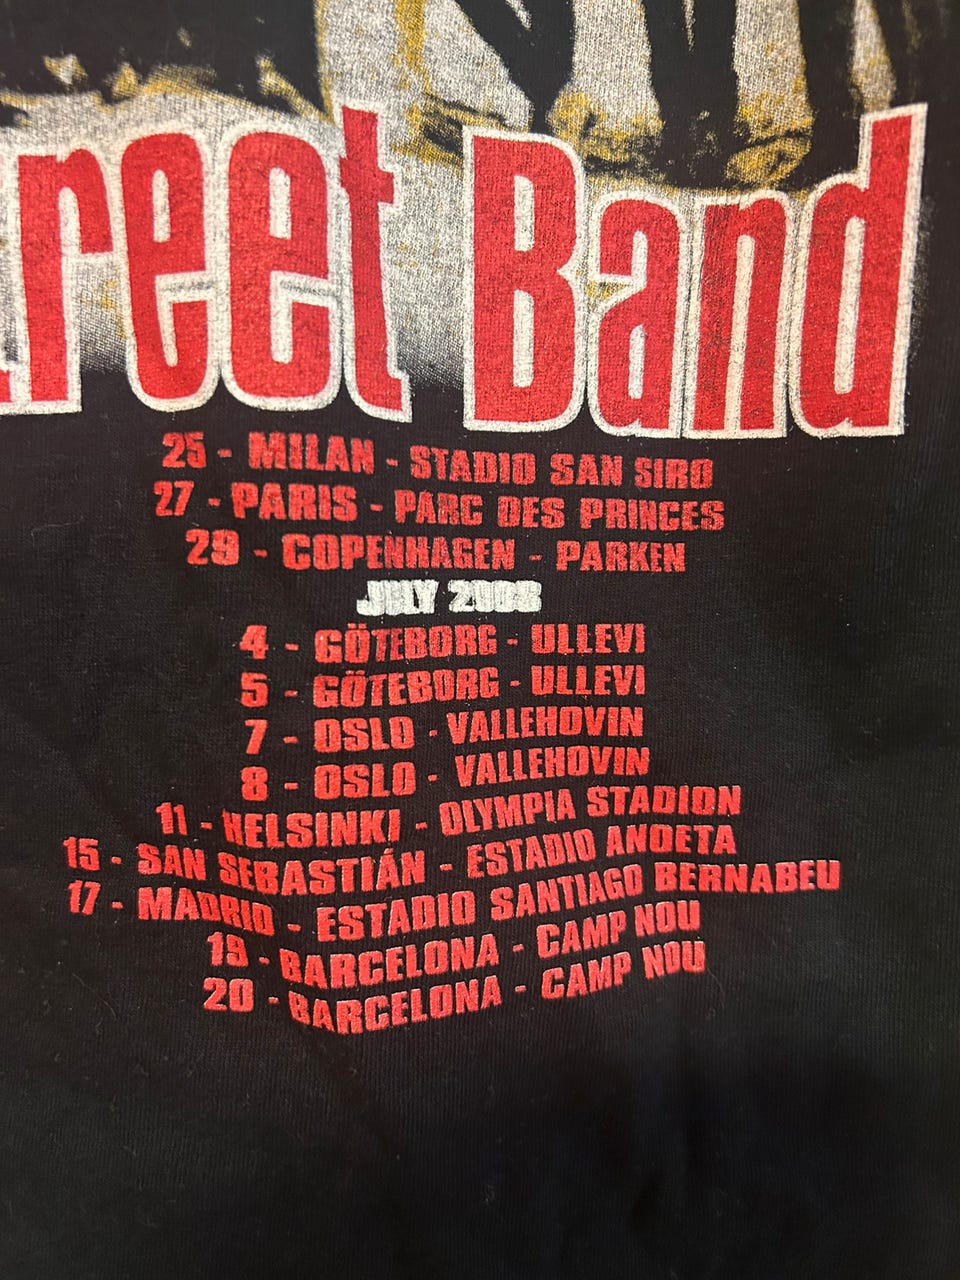 treet Band
25 - MILAN - STADIO SAN SIRO
27 - PARIS - PARC DES PRINCES
29 - COPENHAGEN - PARKEN
JULY 2008
4 - GÖTEBORG - ULLEVI
5 - GÖTEBORG - ULLEVI
7 - OSLO - VALLEHOVIN
8 - OSLO - VALLEHOVIN
11 - HELSINKI - OLYMPIA STADION
15 - SAN SEBASTIÁN - ESTADIO ANOETA
17 - MADRID - ESTADIO SANTIAGO BERNABEU
19 - BARCELONA - CAMP NOU
20 - BARCELONA - CAMP NOU